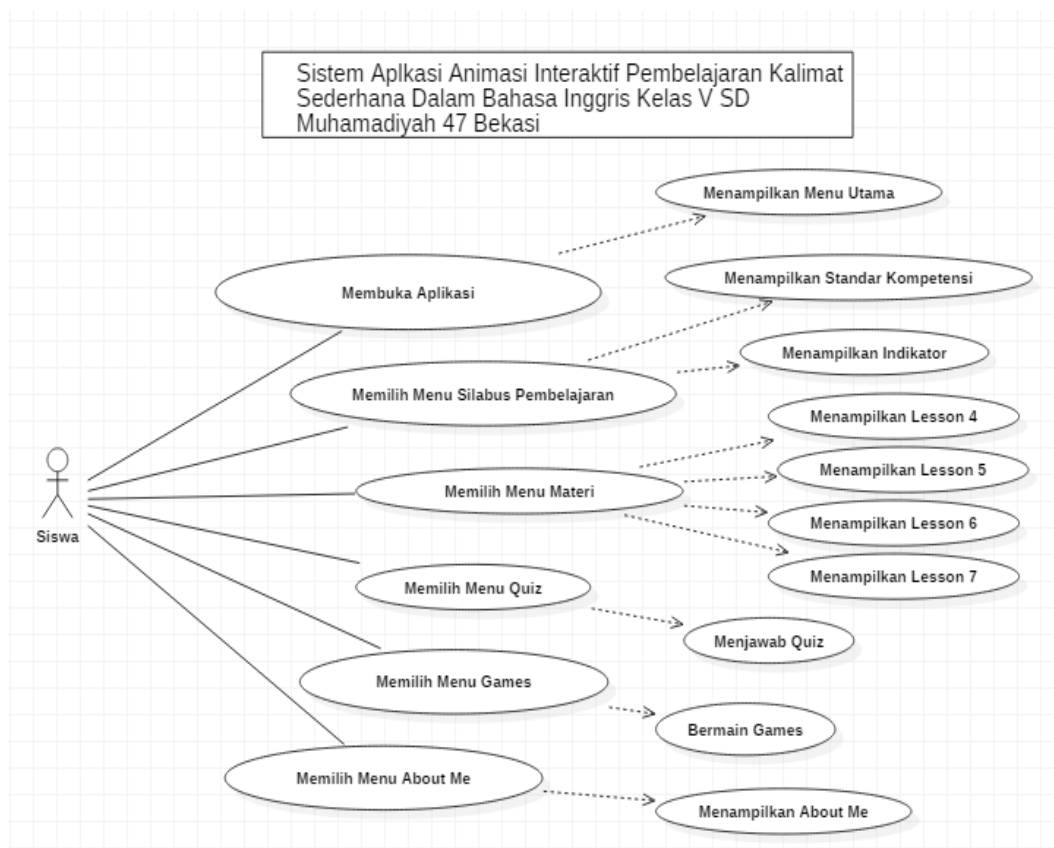 Sistem Aplkasi Animasi Interaktif Pembelajaran Kalimat
Sederhana Dalam Bahasa Inggris Kelas V SD
Muhamadiyah 47 Bekasi
Menampilkan Menu Utama
Menampilkan Standar Kompetensi
Membuka Aplikasi
Menampilkan Indikator
Memilih Menu Silabus Pembelajaran
Menampilkan Lesson 4
Menampilkan Lesson 5
Memilih Menu Materi
Menampilkan Lesson 6
Siswa
Menampilkan Lesson 7
Memilih Menu Quiz
Menjawab Quiz
Memilih Menu Games
Bermain Games
Memilih Menu About Me
Menampilkan About Me